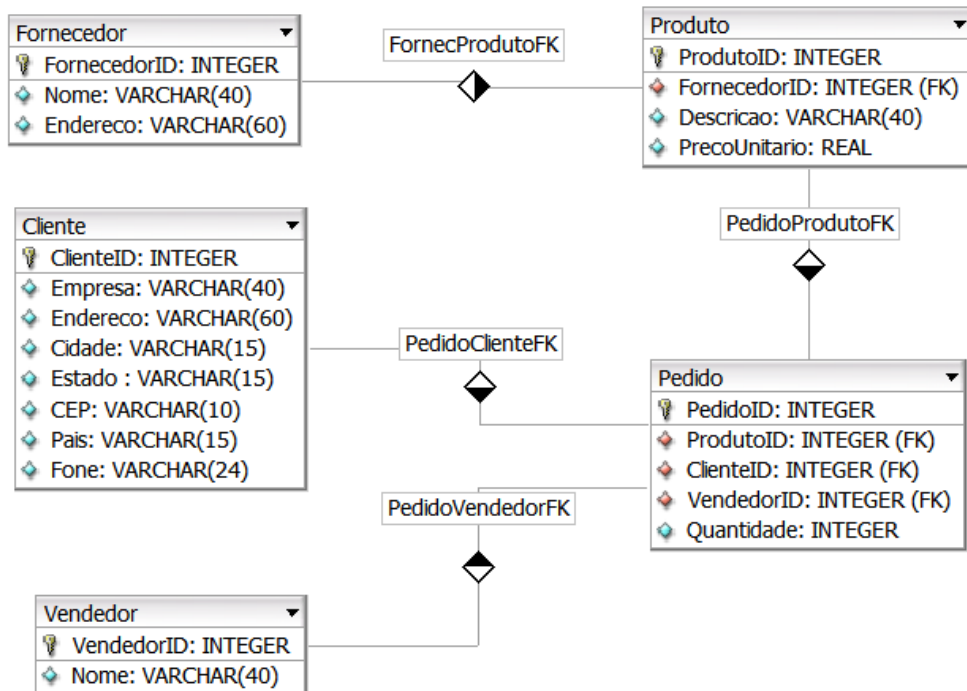 Fornecedor
FornecedorID: INTEGER
Nome: VARCHAR(40)
Endereco: VARCHAR(60)
FornecProdutoFK
Produto
ProdutoID: INTEGER
FornecedorID: INTEGER (FK)
Descricao: VARCHAR(40)
PrecoUnitario: REAL
PedidoProdutoFK
Cliente
ClienteID: INTEGER
Empresa: VARCHAR(40)
Endereco: VARCHAR(60)
Cidade: VARCHAR(15)
Estado : VARCHAR(15)
CEP: VARCHAR(10)
Pais: VARCHAR(15)
Fone: VARCHAR(24)
PedidoClienteFK
Pedido
PedidoID: INTEGER
ProdutoID: INTEGER (FK)
ClienteID: INTEGER (FK)
VendedorID: INTEGER (FK)
Quantidade: INTEGER
PedidoVendedorFK
Vendedor
VendedorID: INTEGER
Nome: VARCHAR(40)